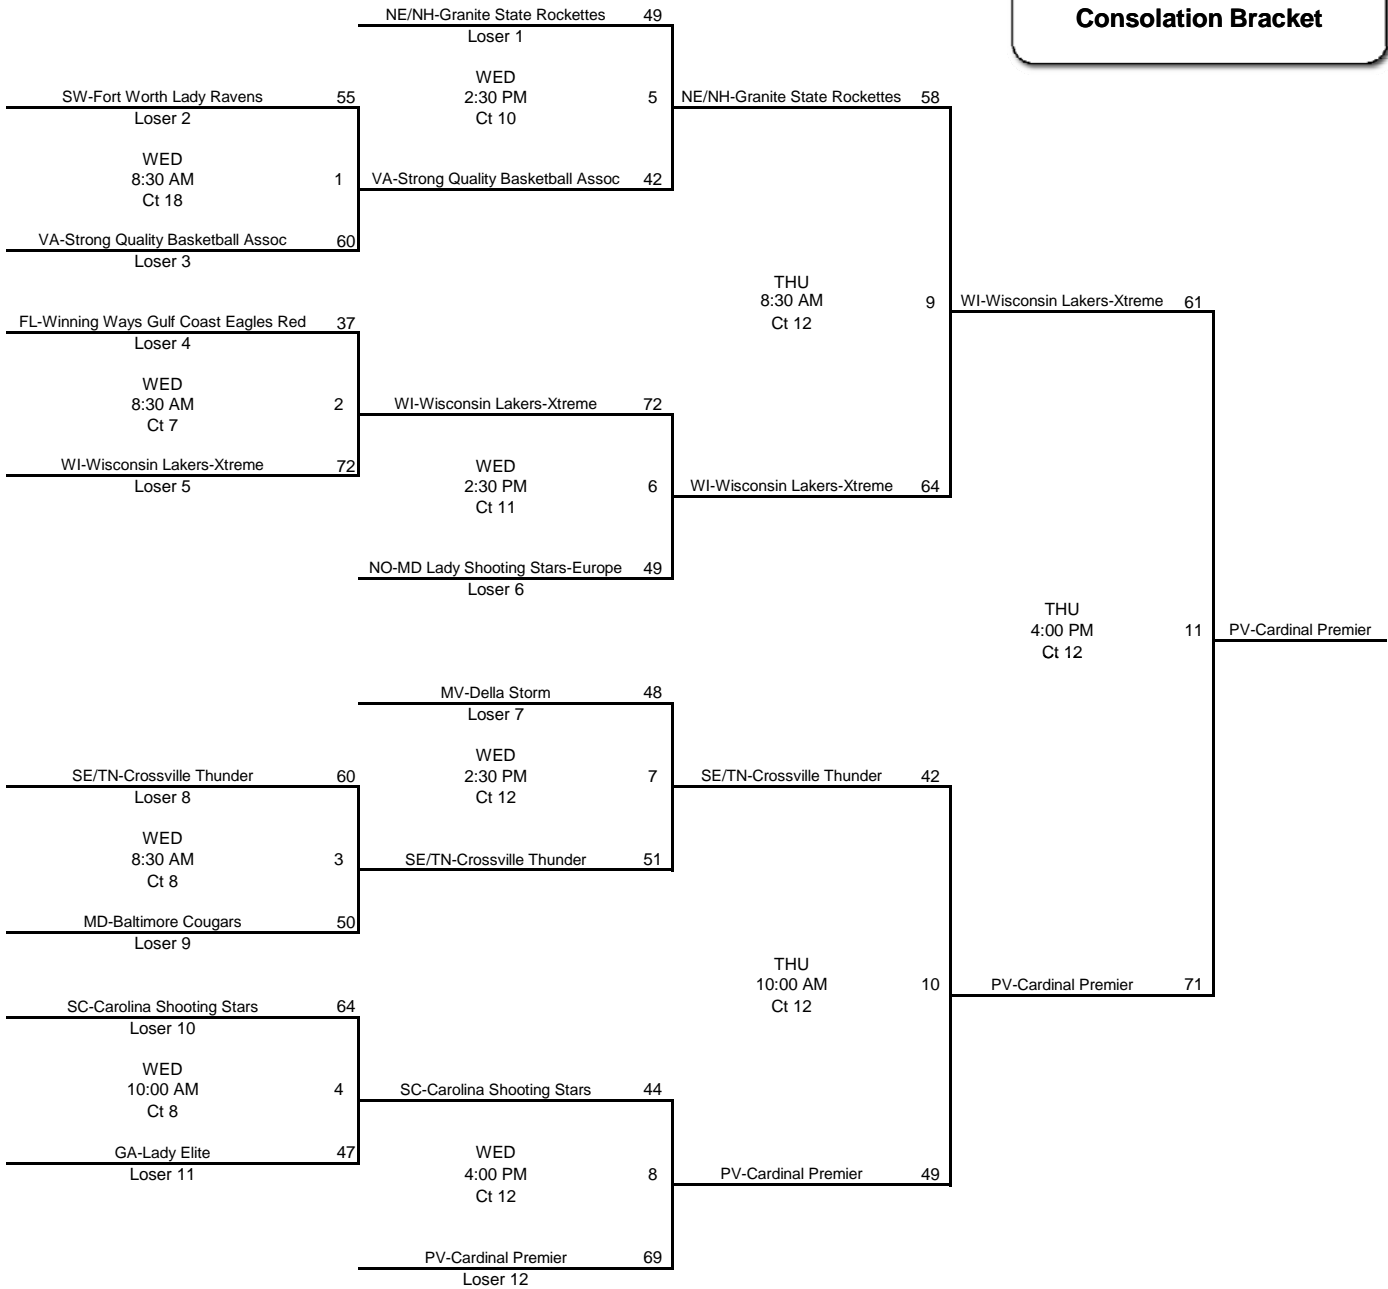 NE/NH-Granite State Rockettes 49
Loser 1
Consolation Bracket
WED
2:30 PM
Ct 10
5
SW-Fort Worth Lady Ravens 55
Loser 2
NE/NH-Granite State Rockettes 58
WED
8:30 AM
Ct 18
1
VA-Strong Quality Basketball Assoc 42
VA-Strong Quality Basketball Assoc 60
Loser 3
THU
8:30 AM
Ct 12
9
WI-Wisconsin Lakers-Xtreme 61
FL-Winning Ways Gulf Coast Eagles Red 37
Loser 4
WED
8:30 AM
Ct 7
2
WI-Wisconsin Lakers-Xtreme 72
WI-Wisconsin Lakers-Xtreme 72
Loser 5
WED
2:30 PM
Ct 11
6
WI-Wisconsin Lakers-Xtreme 64
NO-MD Lady Shooting Stars-Europe 49
Loser 6
THU
4:00 PM
Ct 12
11
PV-Cardinal Premier
MV-Della Storm 48
Loser 7
WED
2:30 PM
Ct 12
7
SE/TN-Crossville Thunder 60
Loser 8
SE/TN-Crossville Thunder 42
WED
8:30 AM
Ct 8
3
SE/TN-Crossville Thunder 51
MD-Baltimore Cougars 50
Loser 9
THU
10:00 AM
Ct 12
10
PV-Cardinal Premier 71
SC-Carolina Shooting Stars 64
Loser 10
WED
10:00 AM
Ct 8
4
SC-Carolina Shooting Stars 44
GA-Lady Elite 47
Loser 11
WED
4:00 PM
Ct 12
8
PV-Cardinal Premier 49
PV-Cardinal Premier 69
Loser 12